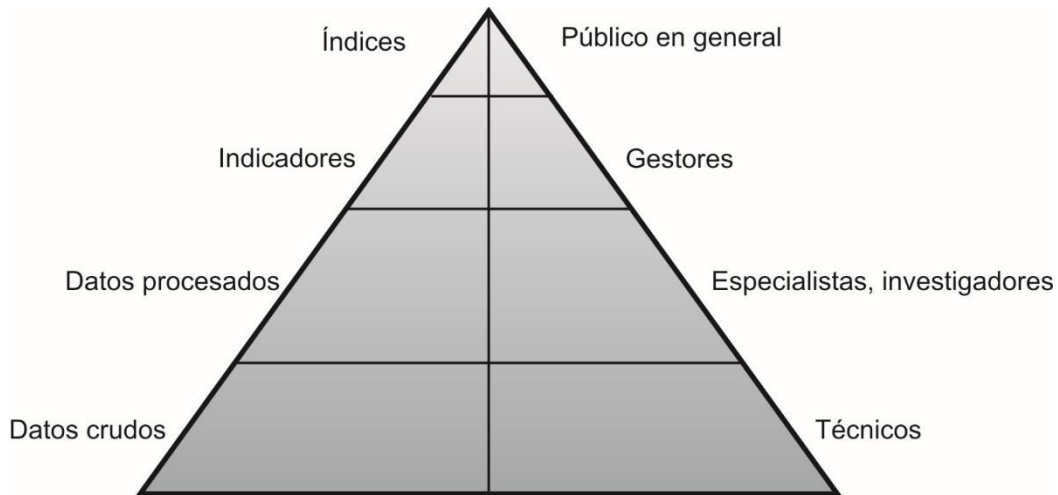 Índices
Público en general
Indicadores
Gestores
Datos procesados
Especialistas, investigadores
Datos crudos
Técnicos